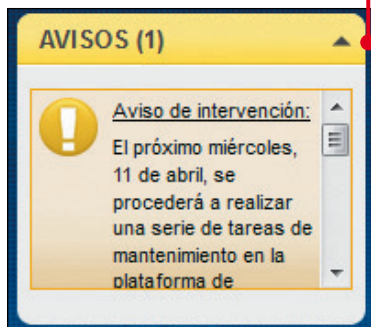 AVISOS (1)
Aviso de intervención:
El próximo miércoles,
11 de abril, se
procederá a realizar
una serie de tareas de
mantenimiento en la
plataforma de